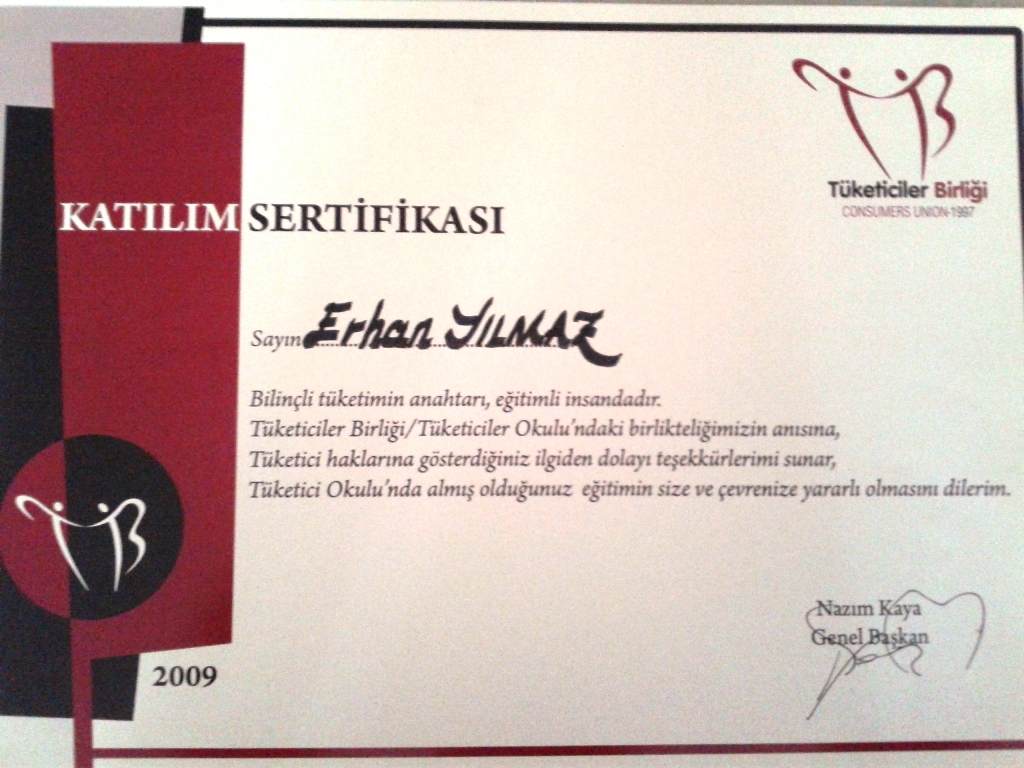 Tüketiciler Birliği
CONSUMERS UNION-1997
KATILIM SERTİFİKASI
Sayın Erhan YILMAZ
Bilinçli tüketimin anahtarı, eğitimli insandadır.
Tüketiciler Birliği/Tüketiciler Okulu'ndaki birlikteliğimizin anısına,
Tüketici haklarına gösterdiğiniz ilgiden dolayı teşekkürlerimi sunar,
Tüketici Okulu'nda almış olduğunuz eğitimin size ve çevrenize yararlı olmasını dilerim.
Nazım Kaya
Genel Başkan
2009